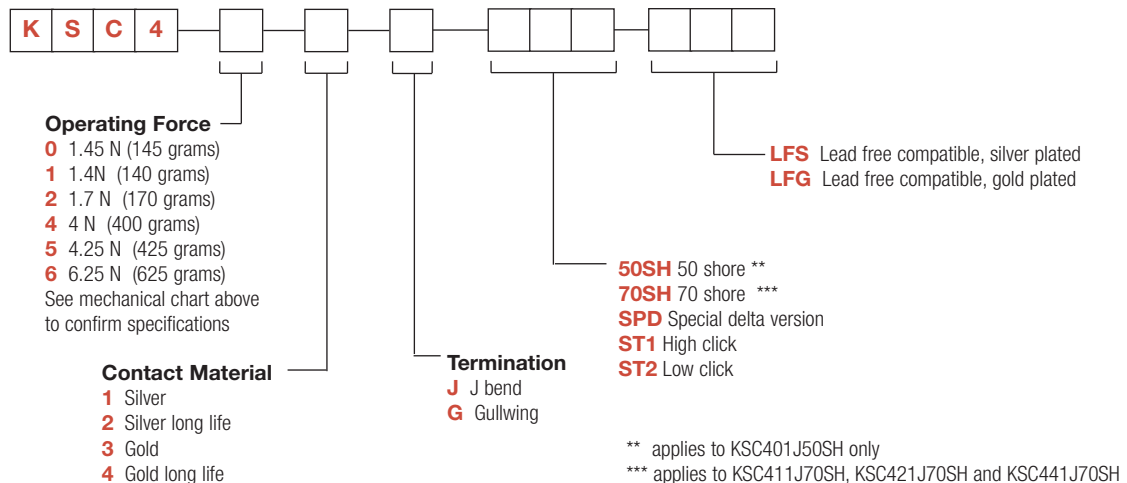 K S C 4
Operating Force
0 1.45 N (145 grams)
1 1.4N (140 grams)
2 1.7 N (170 grams)
4 4 N (400 grams)
5 4.25 N (425 grams)
6 6.25 N (625 grams)
See mechanical chart above
to confirm specifications
Contact Material
1 Silver
2 Silver long life
3 Gold
4 Gold long life
Termination
J J bend
G Gullwing
50SH 50 shore **
70SH 70 shore ***
SPD Special delta version
ST1 High click
ST2 Low click
LFS Lead free compatible, silver plated
LFG Lead free compatible, gold plated
** applies to KSC401J50SH only
*** applies to KSC411J70SH, KSC421J70SH and KSC441J70SH